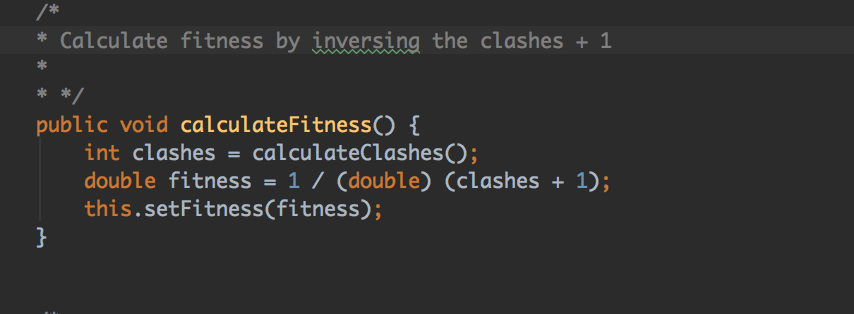 /*
* Calculate fitness by inversing the clashes + 1
*
* */
public void calculateFitness() {
    int clashes = calculateClashes();
    double fitness = 1 / (double) (clashes + 1);
    this.setFitness(fitness);
}